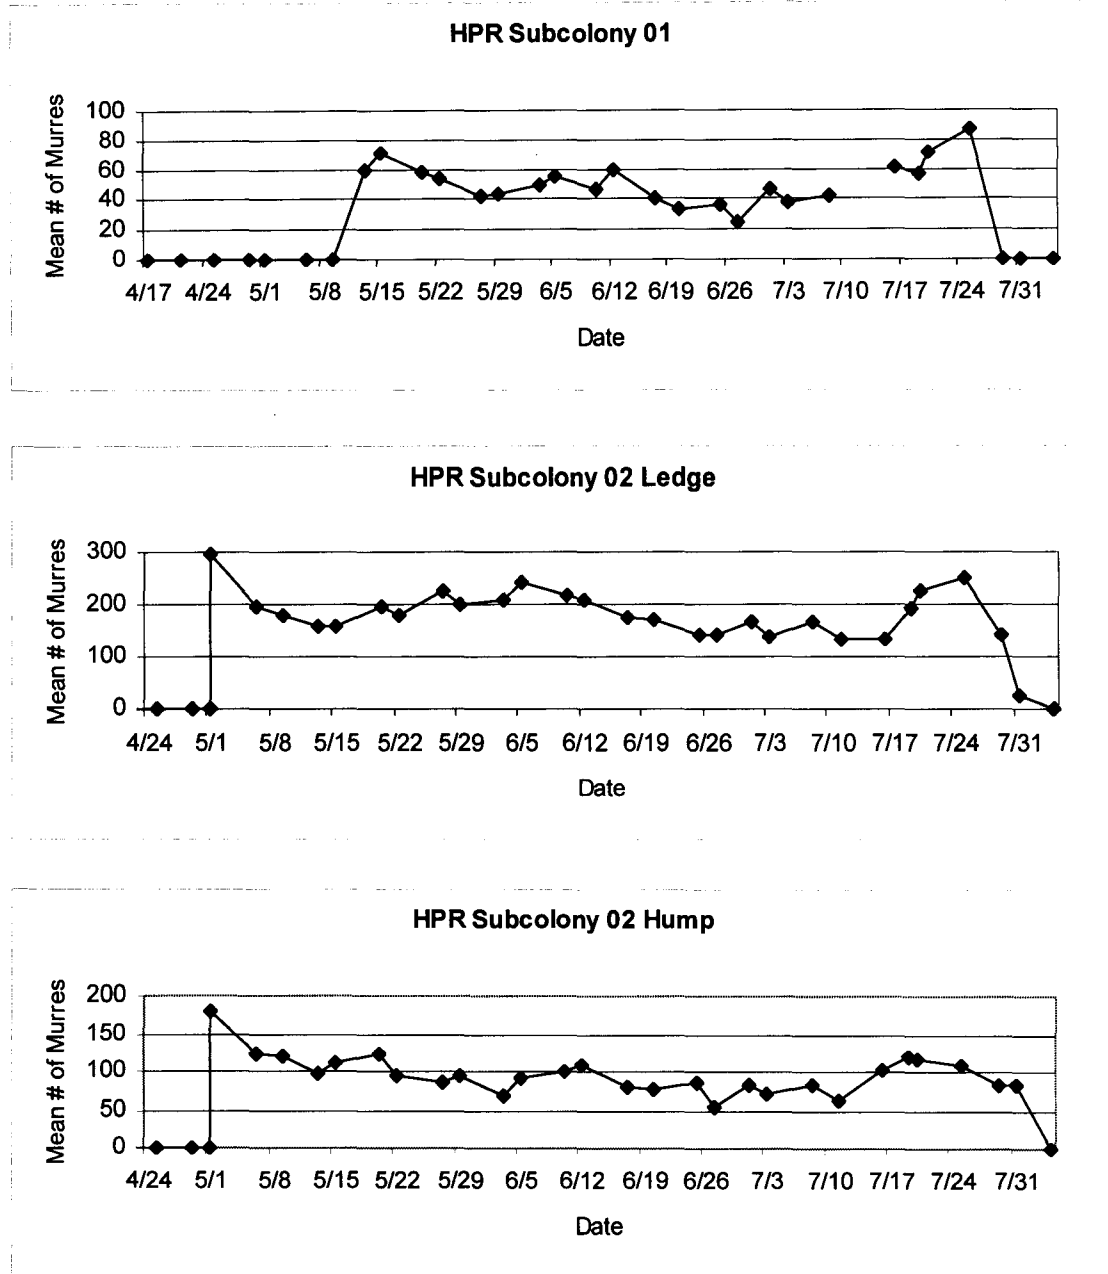 HPR Subcolony 01
Mean # of Murres
100
80
60
40
20
0
4/17 4/24 5/1 5/8 5/15 5/22 5/29 6/5 6/12 6/19 6/26 7/3 7/10 7/17 7/24 7/31
Date
HPR Subcolony 02 Ledge
Mean # of Murres
300
200
100
0
4/24 5/1 5/8 5/15 5/22 5/29 6/5 6/12 6/19 6/26 7/3 7/10 7/17 7/24 7/31
Date
HPR Subcolony 02 Hump
Mean # of Murres
200
150
100
50
0
4/24 5/1 5/8 5/15 5/22 5/29 6/5 6/12 6/19 6/26 7/3 7/10 7/17 7/24 7/31
Date